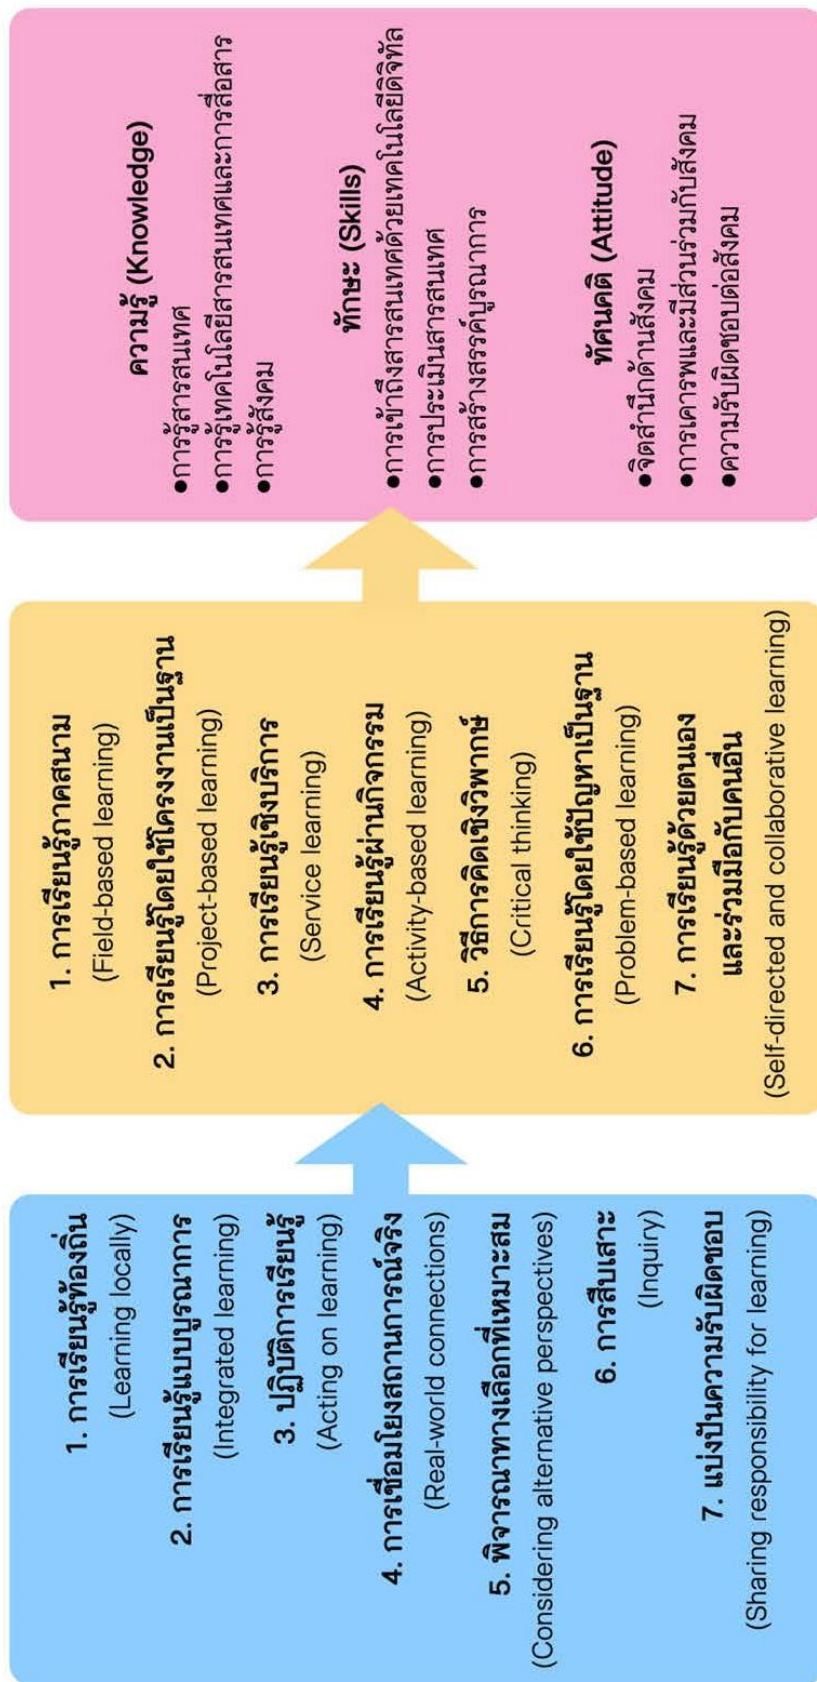 1. การเรียนรู้ท้องถิ่น
(Learning locally)
2. การเรียนรู้แบบบูรณาการ
(Integrated learning)
3. ปฏิบัติการเรียนรู้
(Acting on learning)
4. การเชื่อมโยงสถานการณ์จริง
(Real-world connections)
5. พิจารณาทางเลือกที่เหมาะสม
(Considering alternative perspectives)
6. การสืบเสาะ
(Inquiry)
7. แบ่งปันความรับผิดชอบ
(Sharing responsibility for learning)
1. การเรียนรู้ภาคสนาม
(Field-based learning)
2. การเรียนรู้โดยใช้โครงงานเป็นฐาน
(Project-based learning)
3. การเรียนรู้เชิงบริการ
(Service learning)
4. การเรียนรู้ผ่านกิจกรรม
(Activity-based learning)
5. วิธีการคิดเชิงวิพากษ์
(Critical thinking)
6. การเรียนรู้โดยใช้ปัญหาเป็นฐาน
(Problem-based learning)
7. การเรียนรู้ด้วยตนเอง
และร่วมมือกับคนอื่น
(Self-directed and collaborative learning)
ความรู้ (Knowledge)
●การรู้สารสนเทศ
●การรู้เทคโนโลยีสารสนเทศและการสื่อสาร
●การรู้สังคม
ทักษะ (Skills)
●การเข้าถึงสารสนเทศด้วยเทคโนโลยีดิจิทัล
●การประเมินสารสนเทศ
●การสร้างสรรค์บูรณาการ
ทัศนคติ (Attitude)
●จิตสำนึกด้านสังคม
●การเคารพและมีส่วนร่วมกับสังคม
●ความรับผิดชอบต่อสังคม